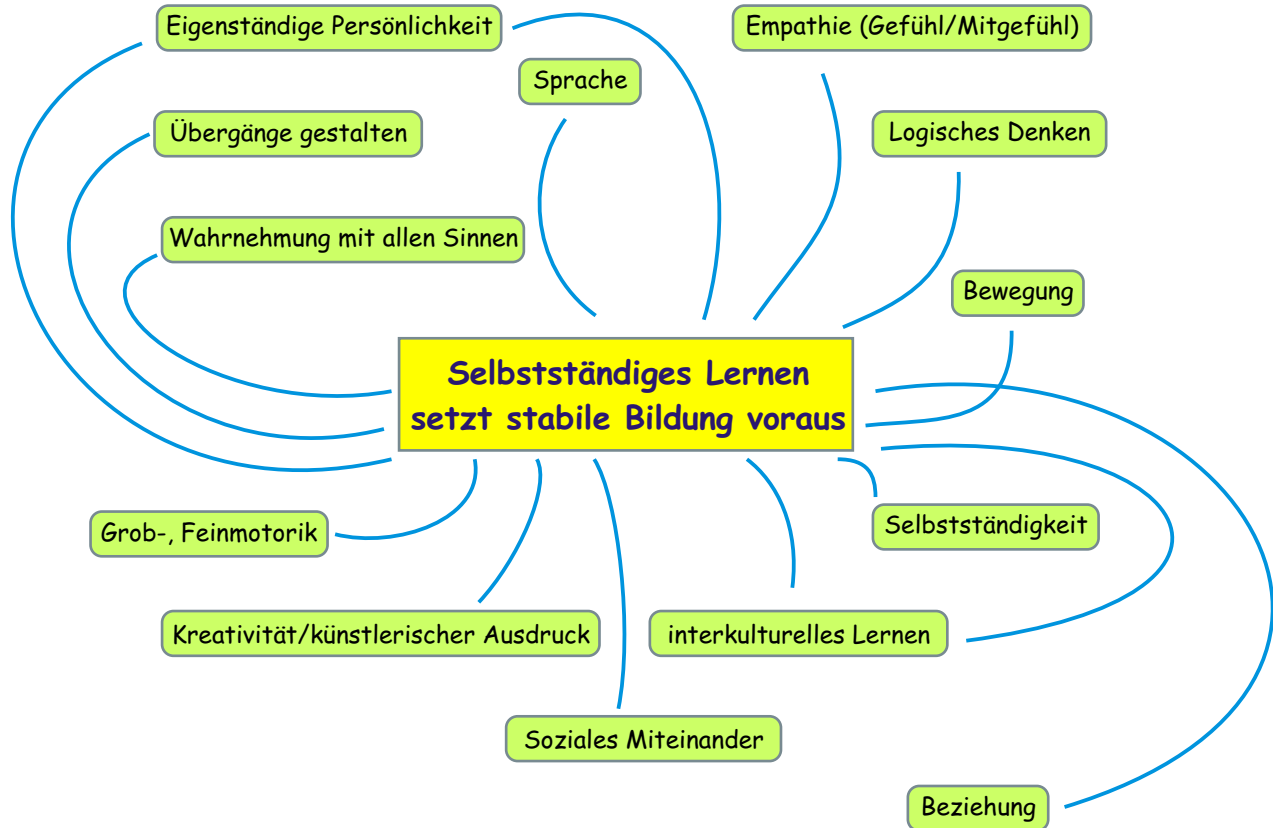 Eigenständige Persönlichkeit
Empathie (Gefühl/Mitgefühl)
Sprache
Übergänge gestalten
Logisches Denken
Wahrnehmung mit allen Sinnen
Bewegung
Selbstständiges Lernen
setzt stabile Bildung voraus
Grob-, Feinmotorik
Selbstständigkeit
Kreativität/künstlerischer Ausdruck
interkulturelles Lernen
Soziales Miteinander
Beziehung